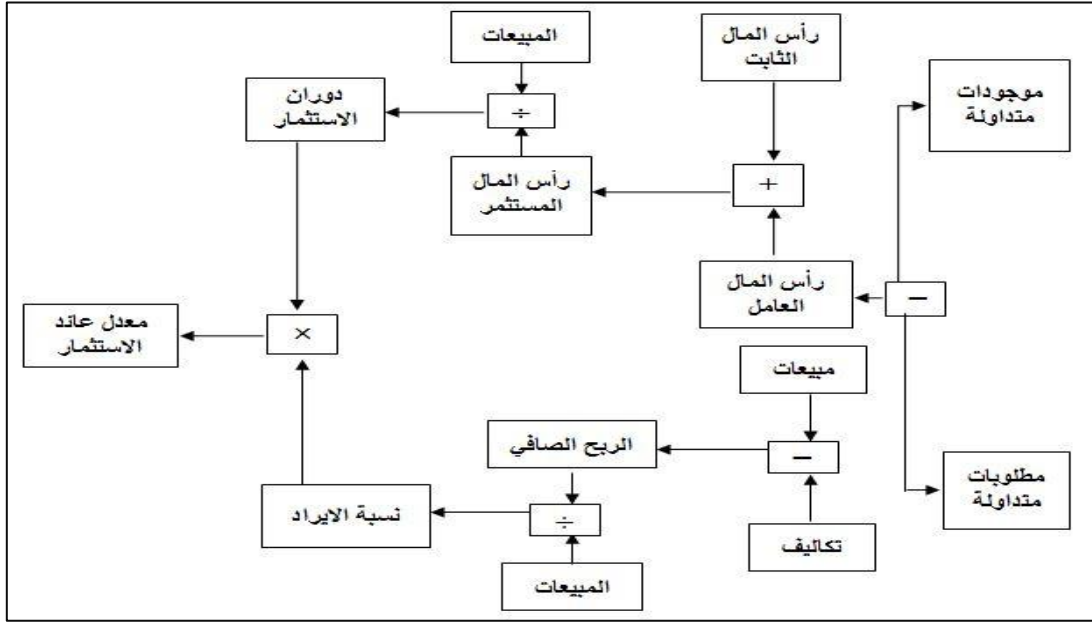 المبيعات
رأس المال
الثابت
موجودات
متداولة
دوران
الاستثمار
÷
رأس المال
المستثمر
+
رأس المال
العامل
−
معدل عائد
الاستثمار
×
مبيعات
الربح الصافي
−
مطلوبات
متداولة
نسبة الايراد
÷
تكاليف
المبيعات